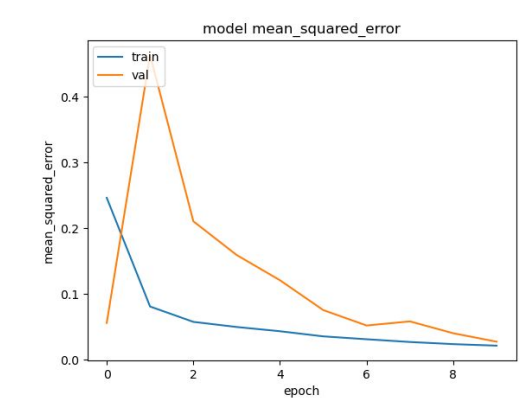 model mean_squared_error
train
val
mean_squared_error
0.4
0.3
0.2
0.1
0.0
0 2 4 6 8
epoch